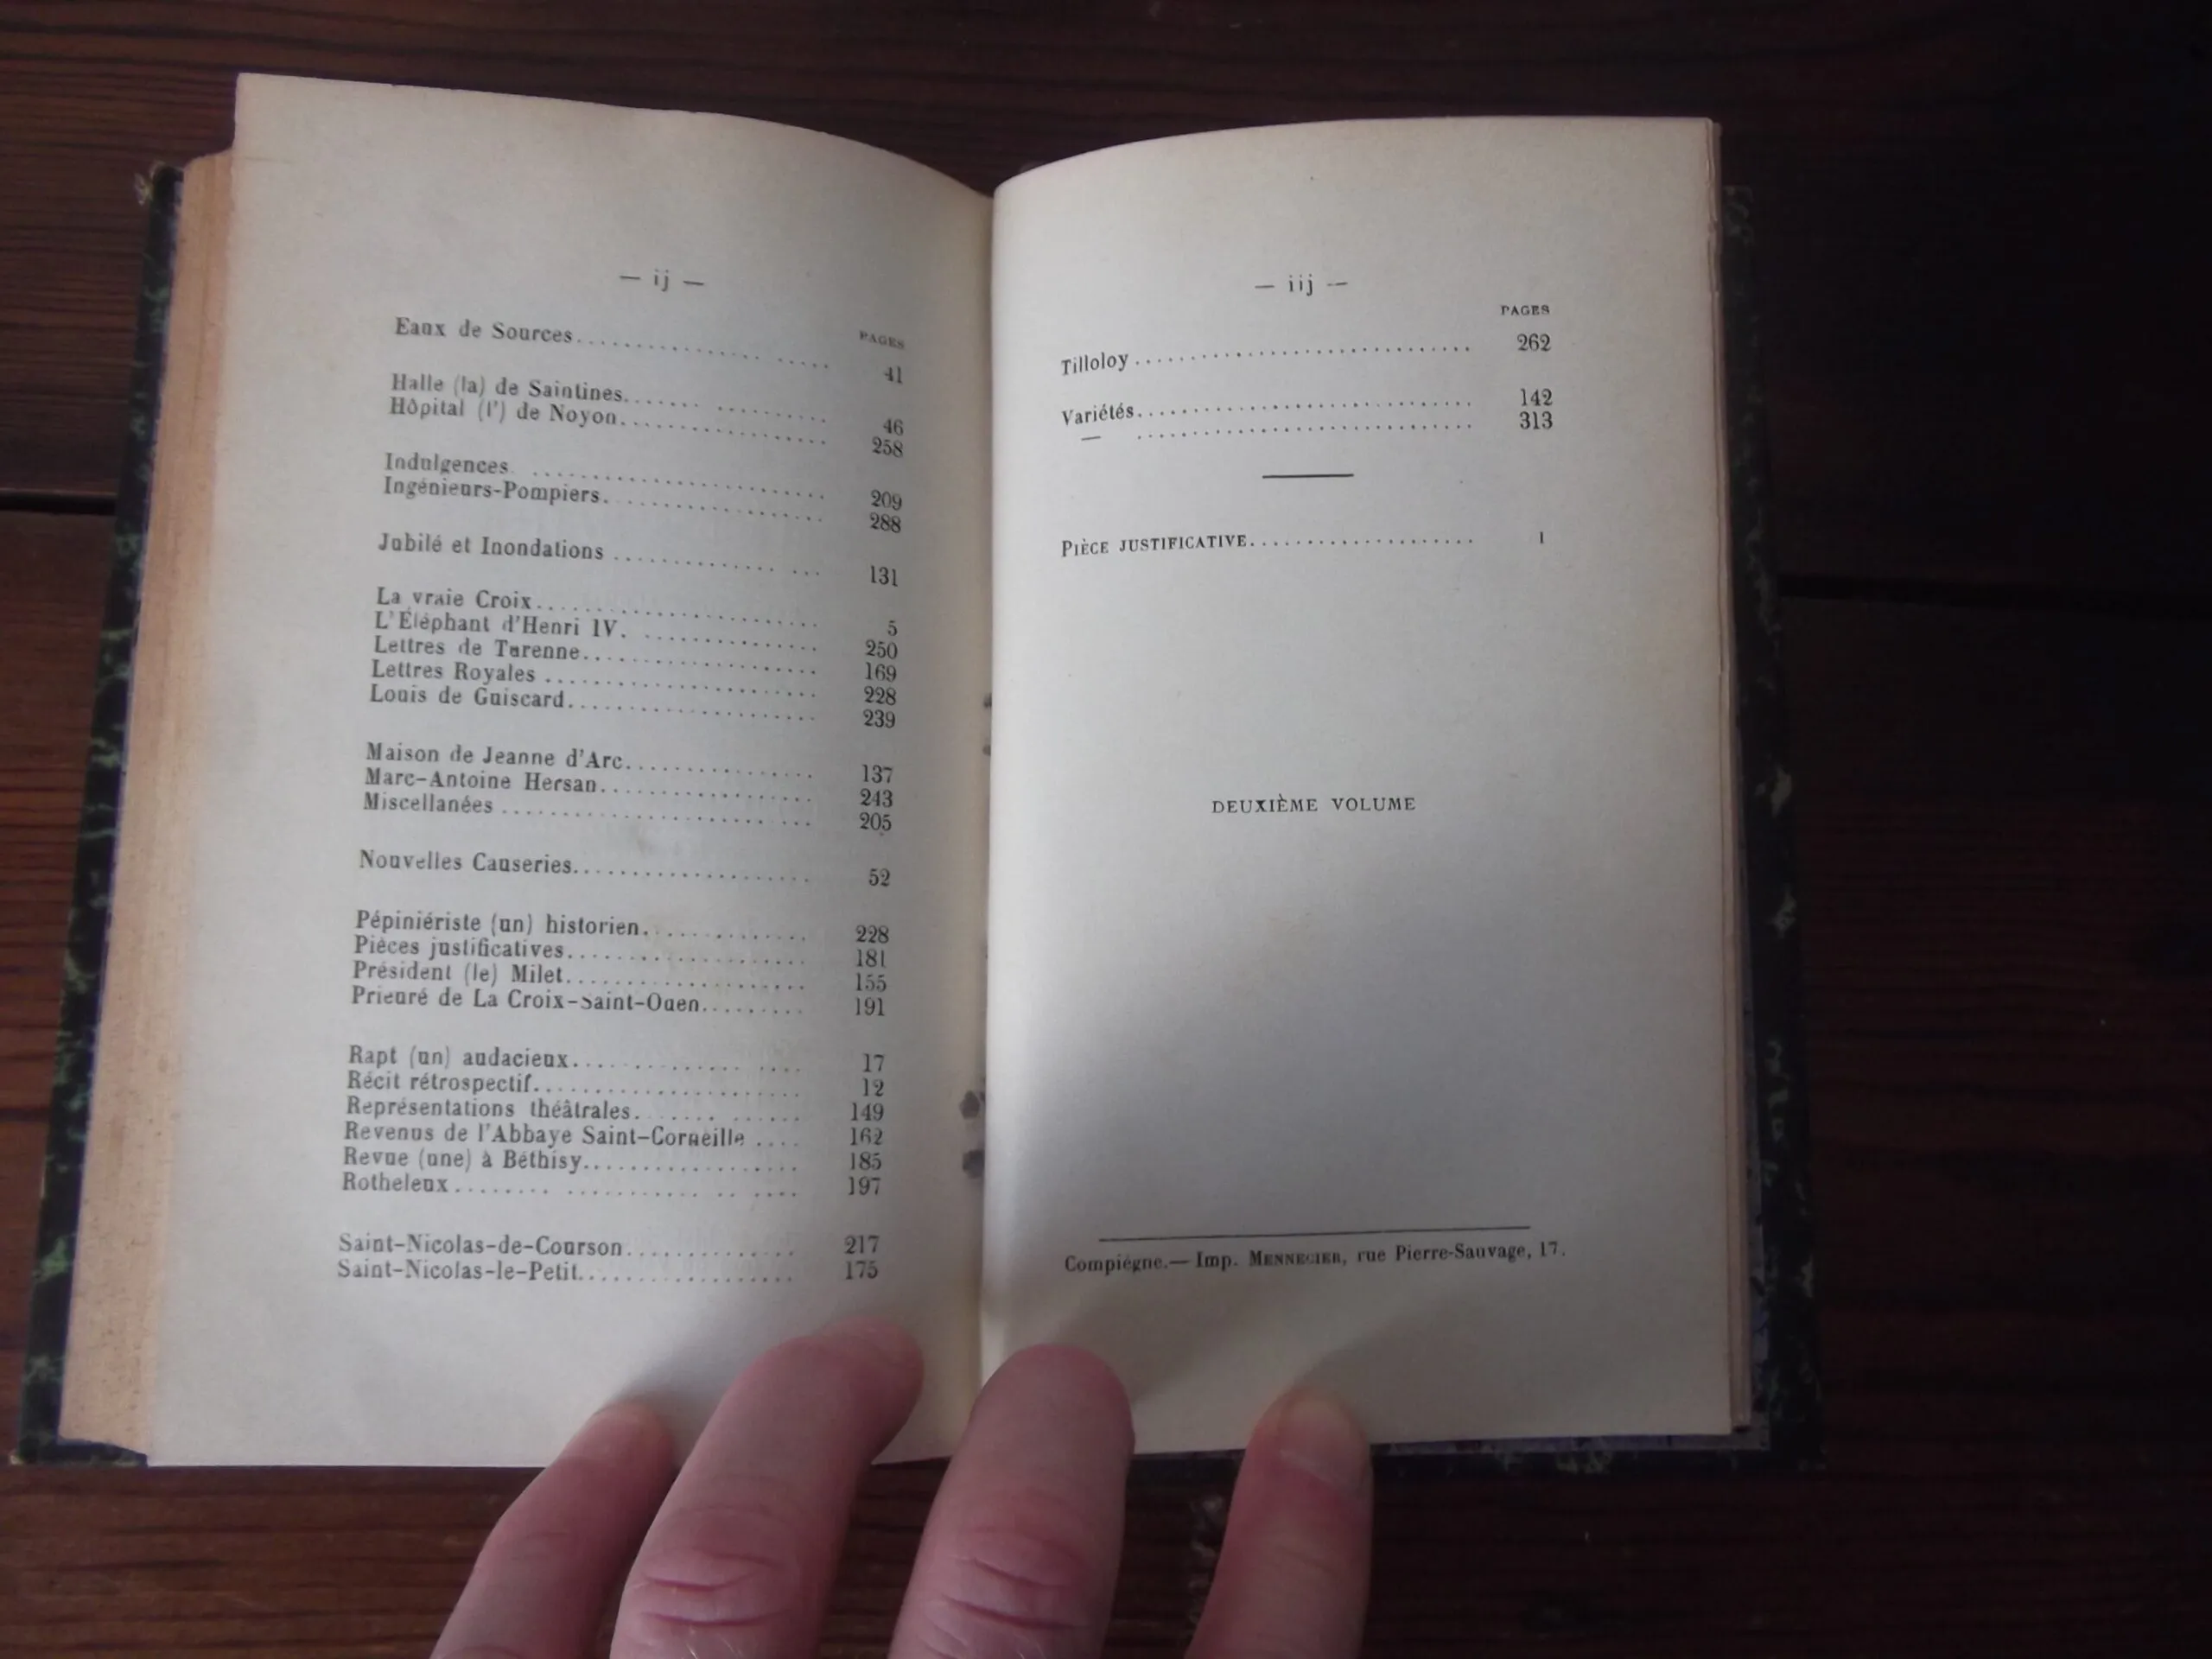 — ij —
PAGES
Eaux de Sources.............................. 41
Halle (la) de Saintines.................. 46
Hôpital (l') de Noyon.................... 258
Indulgences ........................... 209
Ingénieurs-Pompiers..................... 288
Jubilé et Inondations .................. 131
La vraie Croix.......................... 5
L'Éléphant d'Henri IV. ................. 250
Lettres de Turenne...................... 169
Lettres Royales ........................ 228
Louis de Guiscard....................... 239
Maison de Jeanne d'Arc.................. 137
Marc-Antoine Hersan..................... 243
Miscellanées ........................... 205
Nouvelles Causeries..................... 52
Pépiniériste (un) historien............. 228
Pièces justificatives................... 181
Président (le) Milet.................... 155
Prieuré de La Croix-Saint-Ouen......... 191
Rapt (un) audacieux..................... 17
Récit rétrospectif...................... 12
Représentations théâtrales.............. 149
Revenus de l'Abbaye Saint-Corneille .... 162
Revue (une) à Béthisy................... 185
Rotheleux............................... 197
Saint-Nicolas-de-Courson............... 217
Saint-Nicolas-le-Petit.................. 175
— iij —
PAGES
Tilloloy............................... 262
Variétés............................... 142
— ............................... 313
PIÈCE JUSTIFICATIVE.................... I
DEUXIÈME VOLUME
Compiégne.— Imp. MENNECIER, rue Pierre-Sauvage, 17.